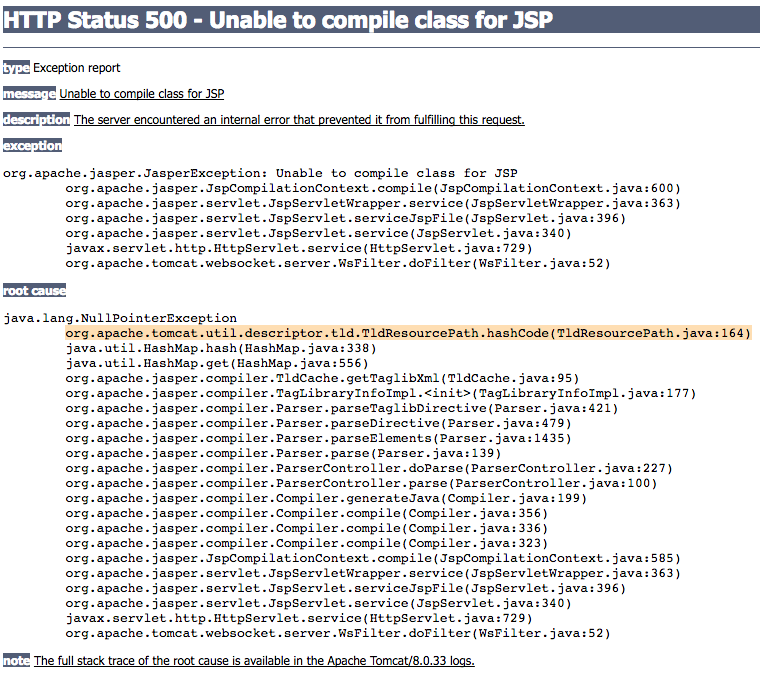 HTTP Status 500 - Unable to compile class for JSP
type Exception report
message Unable to compile class for JSP
description The server encountered an internal error that prevented it from fulfilling this request.
exception
org.apache.jasper.JasperException: Unable to compile class for JSP
org.apache.jasper.JspCompilationContext.compile(JspCompilationContext.java:600)
org.apache.jasper.servlet.JspServletWrapper.service(JspServletWrapper.java:363)
org.apache.jasper.servlet.JspServlet.serviceJspFile(JspServlet.java:396)
org.apache.jasper.servlet.JspServlet.service(JspServlet.java:340)
javax.servlet.http.HttpServlet.service(HttpServlet.java:729)
org.apache.tomcat.websocket.server.WsFilter.doFilter(WsFilter.java:52)
root cause
java.lang.NullPointerException
org.apache.tomcat.util.descriptor.tld.TldResourcePath.hashCode(TldResourcePath.java:164)
java.util.HashMap.hash(HashMap.java:338)
java.util.HashMap.get(HashMap.java:556)
org.apache.jasper.compiler.TldCache.getTaglibXml(TldCache.java:95)
org.apache.jasper.compiler.TagLibraryInfoImpl.<init>(TagLibraryInfoImpl.java:177)
org.apache.jasper.compiler.Parser.parseTaglibDirective(Parser.java:421)
org.apache.jasper.compiler.Parser.parseDirective(Parser.java:479)
org.apache.jasper.compiler.Parser.parseElements(Parser.java:1435)
org.apache.jasper.compiler.Parser.parse(Parser.java:139)
org.apache.jasper.compiler.ParserController.doParse(ParserController.java:227)
org.apache.jasper.compiler.ParserController.parse(ParserController.java:100)
org.apache.jasper.compiler.Compiler.generateJava(Compiler.java:199)
org.apache.jasper.compiler.Compiler.compile(Compiler.java:356)
org.apache.jasper.compiler.Compiler.compile(Compiler.java:336)
org.apache.jasper.compiler.Compiler.compile(Compiler.java:323)
org.apache.jasper.JspCompilationContext.compile(JspCompilationContext.java:585)
org.apache.jasper.servlet.JspServletWrapper.service(JspServletWrapper.java:363)
org.apache.jasper.servlet.JspServlet.serviceJspFile(JspServlet.java:396)
org.apache.jasper.servlet.JspServlet.service(JspServlet.java:340)
javax.servlet.http.HttpServlet.service(HttpServlet.java:729)
org.apache.tomcat.websocket.server.WsFilter.doFilter(WsFilter.java:52)
note The full stack trace of the root cause is available in the Apache Tomcat/8.0.33 logs.